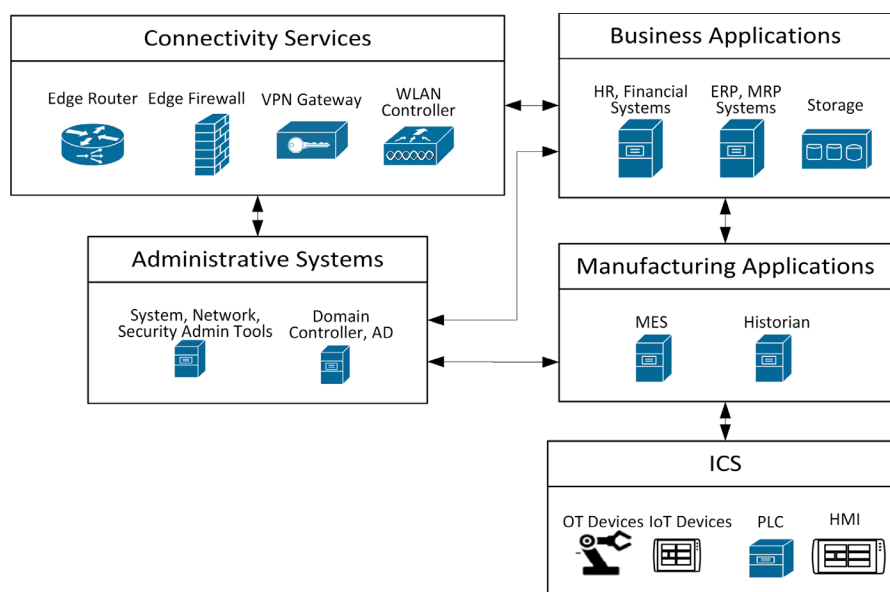 Connectivity Services
Edge Router
Edge Firewall
VPN Gateway
WLAN
Controller
Business Applications
HR, Financial
Systems
ERP, MRP
Systems
Storage
Administrative Systems
System, Network,
Security Admin Tools
Domain
Controller, AD
Manufacturing Applications
MES
Historian
ICS
OT Devices
IoT Devices
PLC
HMI